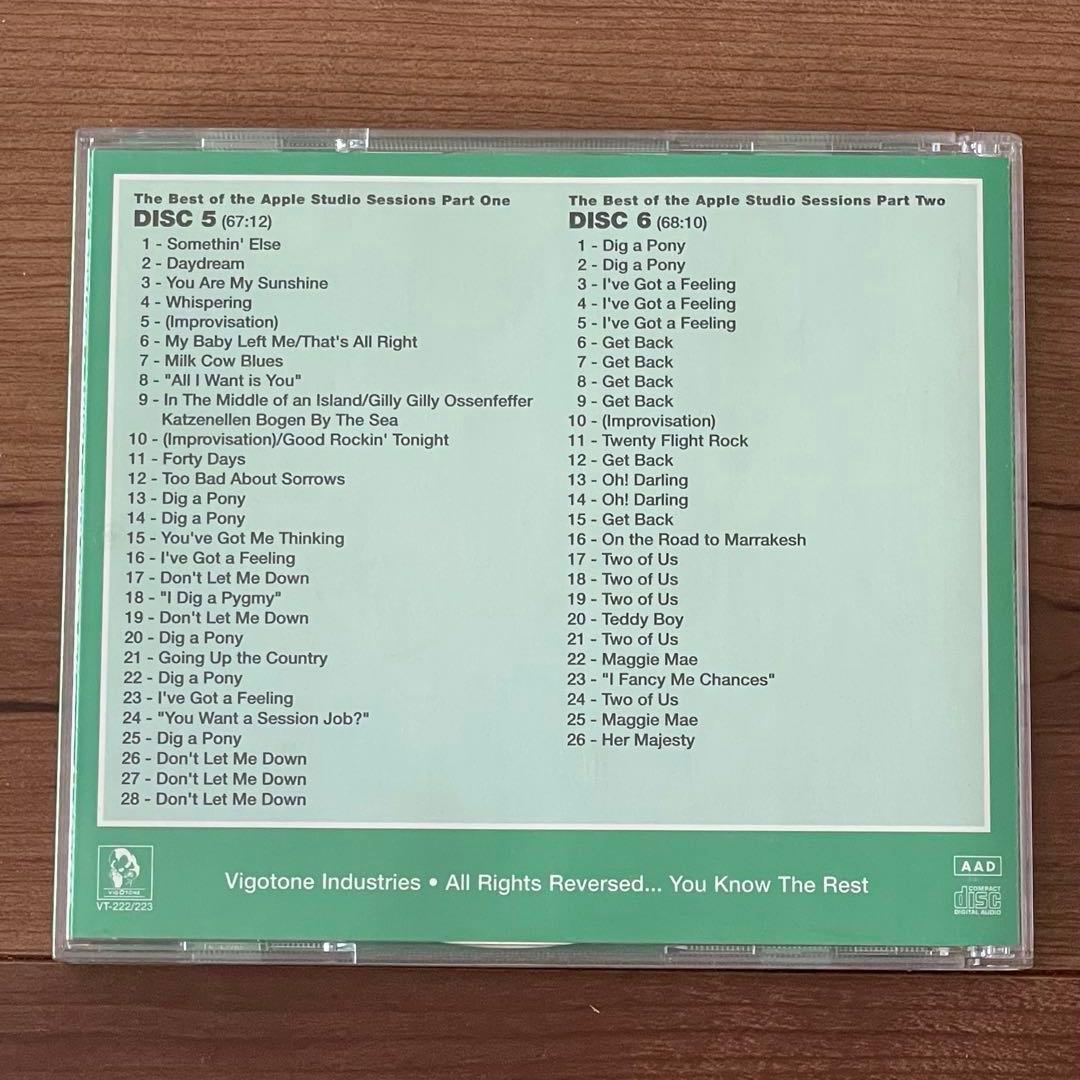 The Best of the Apple Studio Sessions Part One
DISC 5 (67:12)
1 - Somethin' Else
2 - Daydream
3 - You Are My Sunshine
4 - Whispering
5 - (Improvisation)
6 - My Baby Left Me/That's All Right
7 - Milk Cow Blues
8 - "All I Want is You"
9 - In The Middle of an Island/Gilly Gilly Ossenfeffer
Katzenellen Bogen By The Sea
10 - (Improvisation)/Good Rockin' Tonight
11 - Forty Days
12 - Too Bad About Sorrows
13 - Dig a Pony
14 - Dig a Pony
15 - You've Got Me Thinking
16 - I've Got a Feeling
17 - Don't Let Me Down
18 - "I Dig a Pygmy"
19 - Don't Let Me Down
20 - Dig a Pony
21 - Going Up the Country
22 - Dig a Pony
23 - I've Got a Feeling
24 - "You Want a Session Job?"
25 - Dig a Pony
26 - Don't Let Me Down
27 - Don't Let Me Down
28 - Don't Let Me Down
The Best of the Apple Studio Sessions Part Two
DISC 6 (68:10)
1 - Dig a Pony
2 - Dig a Pony
3 - I've Got a Feeling
4 - I've Got a Feeling
5 - I've Got a Feeling
6 - Get Back
7 - Get Back
8 - Get Back
9 - Get Back
10 - (Improvisation)
11 - Twenty Flight Rock
12 - Get Back
13 - Oh! Darling
14 - Oh! Darling
15 - Get Back
16 - On the Road to Marrakesh
17 - Two of Us
18 - Two of Us
19 - Two of Us
20 - Teddy Boy
21 - Two of Us
22 - Maggie Mae
23 - "I Fancy Me Chances"
24 - Two of Us
25 - Maggie Mae
26 - Her Majesty
VIGOTONE
VT-222/223
Vigotone Industries • All Rights Reversed... You Know The Rest
AAD
COMPACT
disc
DIGITAL AUDIO